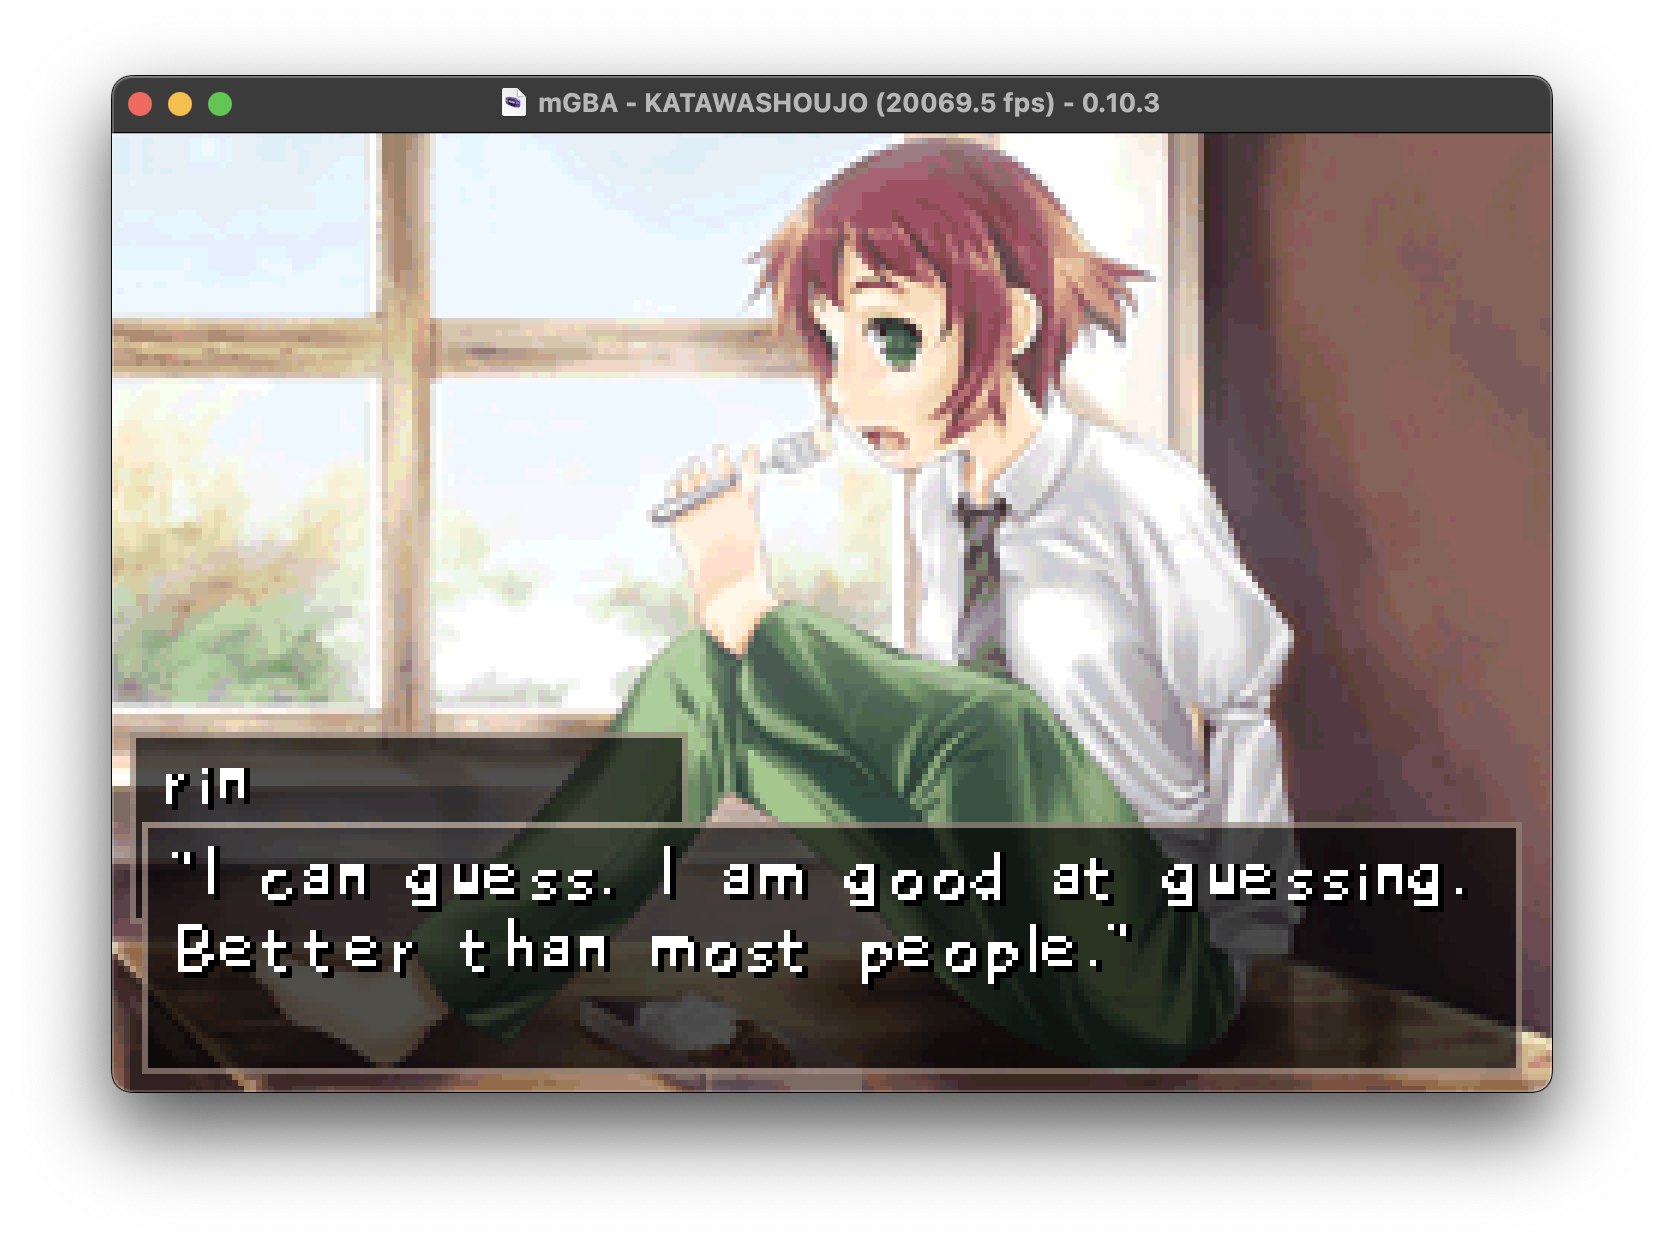 mGBA - KATAWASHOUJO (20069.5 fps) - 0.10.3
rin
"I can guess. I am good at guessing.
Better than most people."